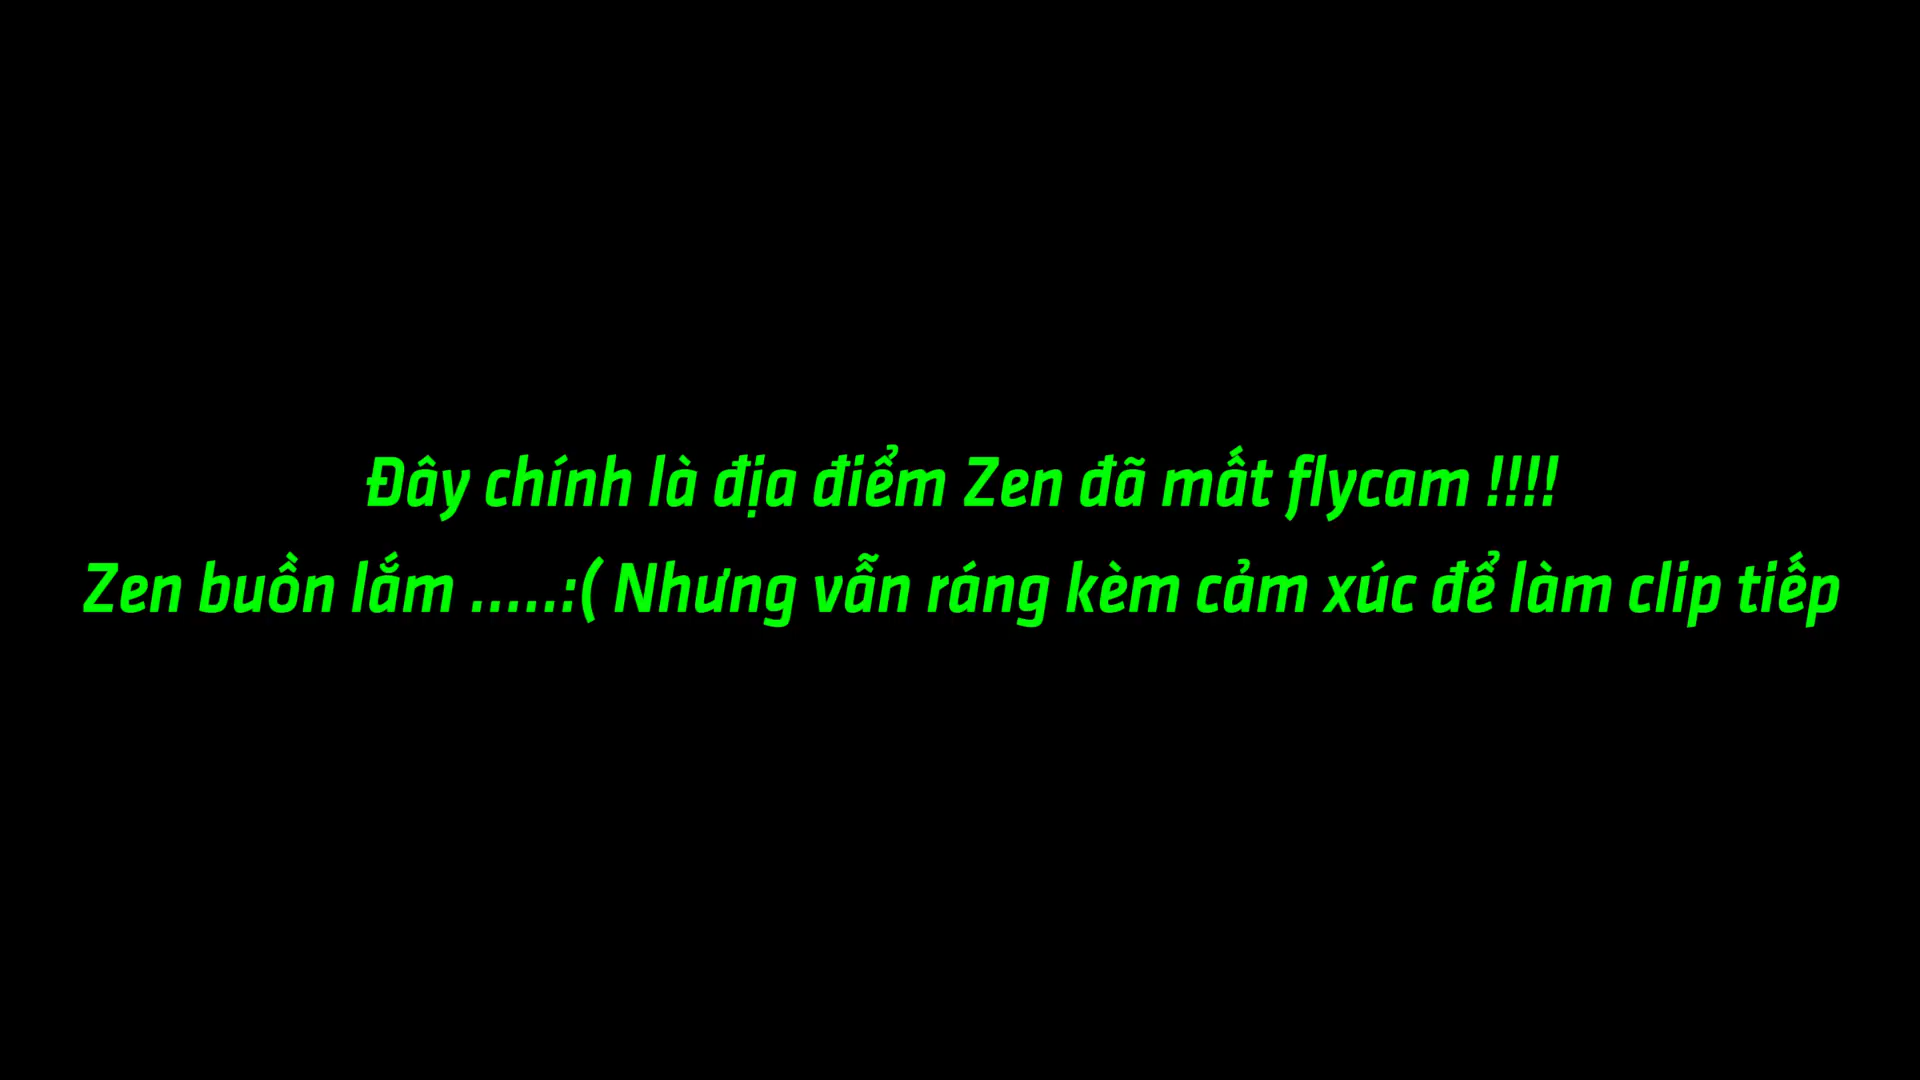 Đây chính là địa điểm Zen đã mất flycam !!!!
Zen buồn lắm .....:( Nhưng vẫn ráng kèm cảm xúc để làm clip tiếp